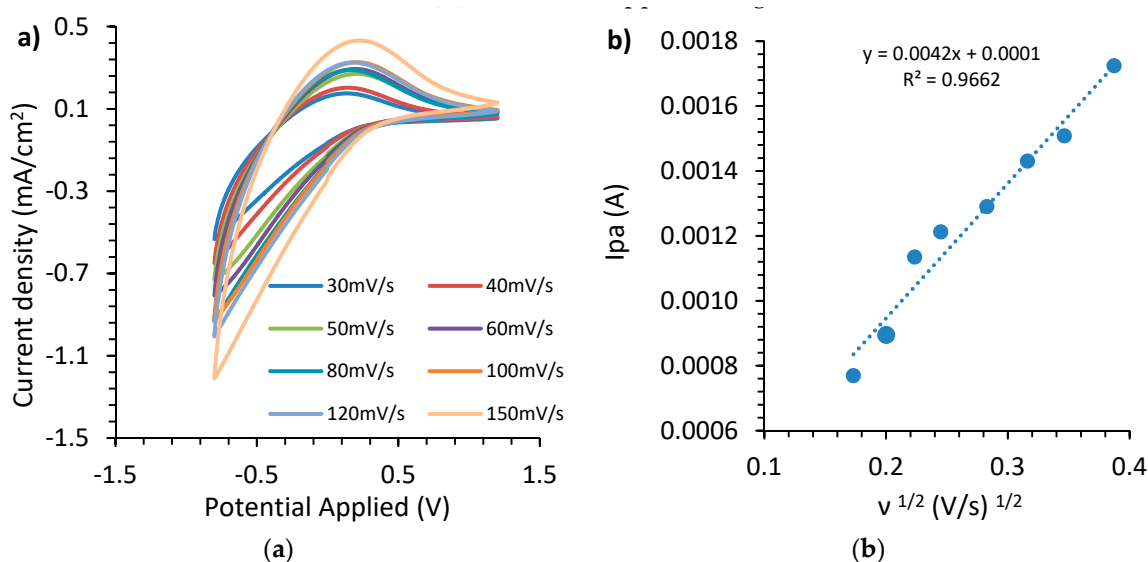 a)
0.5
0.1
-0.3
-0.7
-1.1
-1.5
Current density (mA/cm2)
30mV/s
40mV/s
50mV/s
60mV/s
80mV/s
100mV/s
120mV/s
150mV/s
-1.5
-0.5
0.5
1.5
Potential Applied (V)
(a)
b)
0.0018
0.0016
0.0014
0.0012
0.0010
0.0008
0.0006
Ipa (A)
y = 0.0042x + 0.0001
R² = 0.9662
0.1
0.2
0.3
0.4
ν 1/2 (V/s) 1/2
(b)